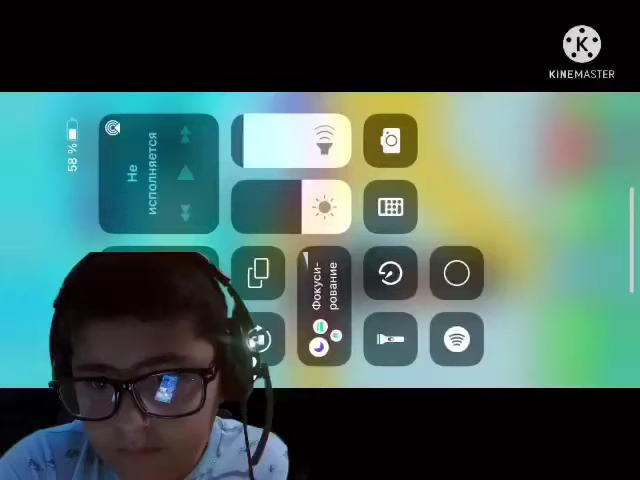 KINEMASTER
58 %
Не
исполняется
Фокуси-
рование